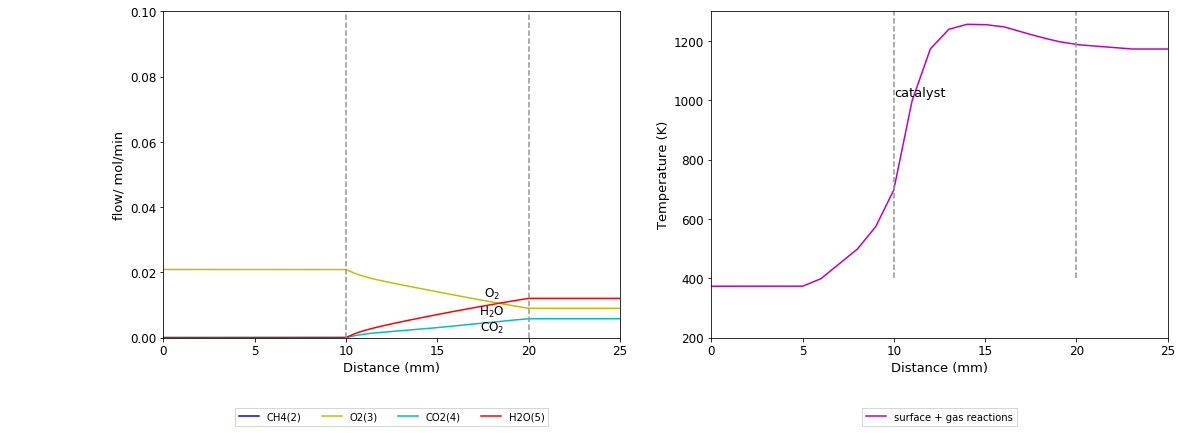 0.10
0.08
0.06
0.04
0.02
0.00
flow/ mol/min
O₂
H₂O
CO₂
0 5 10 15 20 25
Distance (mm)
CH4(2) O2(3) CO2(4) H2O(5)
1200
1000
800
600
400
200
Temperature (K)
catalyst
0 5 10 15 20 25
Distance (mm)
surface + gas reactions